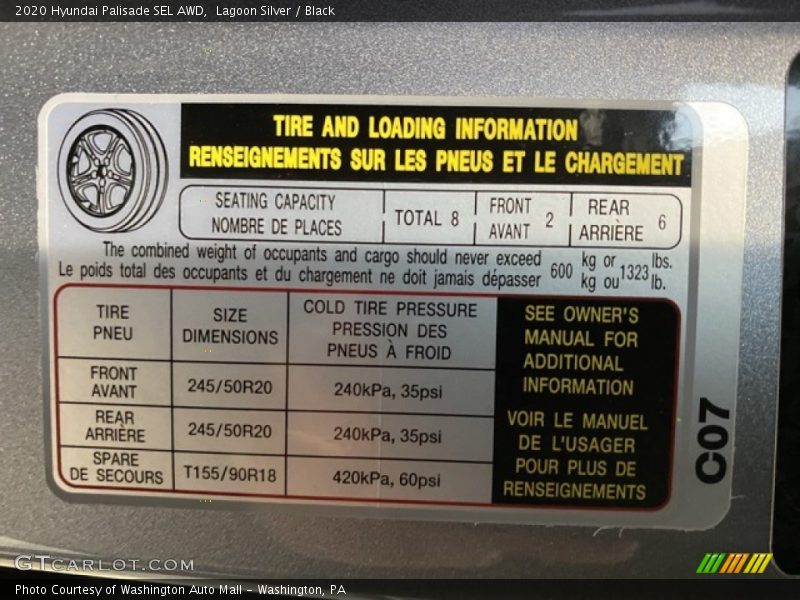 2020 Hyundai Palisade SEL AWD, Lagoon Silver / Black
TIRE AND LOADING INFORMATION
RENSEIGNEMENTS SUR LES PNEUS ET LE CHARGEMENT
SEATING CAPACITY
NOMBRE DE PLACES
TOTAL 8
FRONT
AVANT
2
REAR
ARRIÈRE
6
The combined weight of occupants and cargo should never exceed
Le poids total des occupants et du chargement ne doit jamais dépasser
600
kg or
kg ou
1323
lbs.
lb.
TIRE
PNEU
SIZE
DIMENSIONS
COLD TIRE PRESSURE
PRESSION DES
PNEUS À FROID
FRONT
AVANT
245/50R20
240kPa, 35psi
REAR
ARRIÈRE
245/50R20
240kPa, 35psi
SPARE
DE SECOURS
T155/90R18
420kPa, 60psi
SEE OWNER'S
MANUAL FOR
ADDITIONAL
INFORMATION
VOIR LE MANUEL
DE L'USAGER
POUR PLUS DE
RENSEIGNEMENTS
C07
GTCARLOT.COM
Photo Courtesy of Washington Auto Mall - Washington, PA